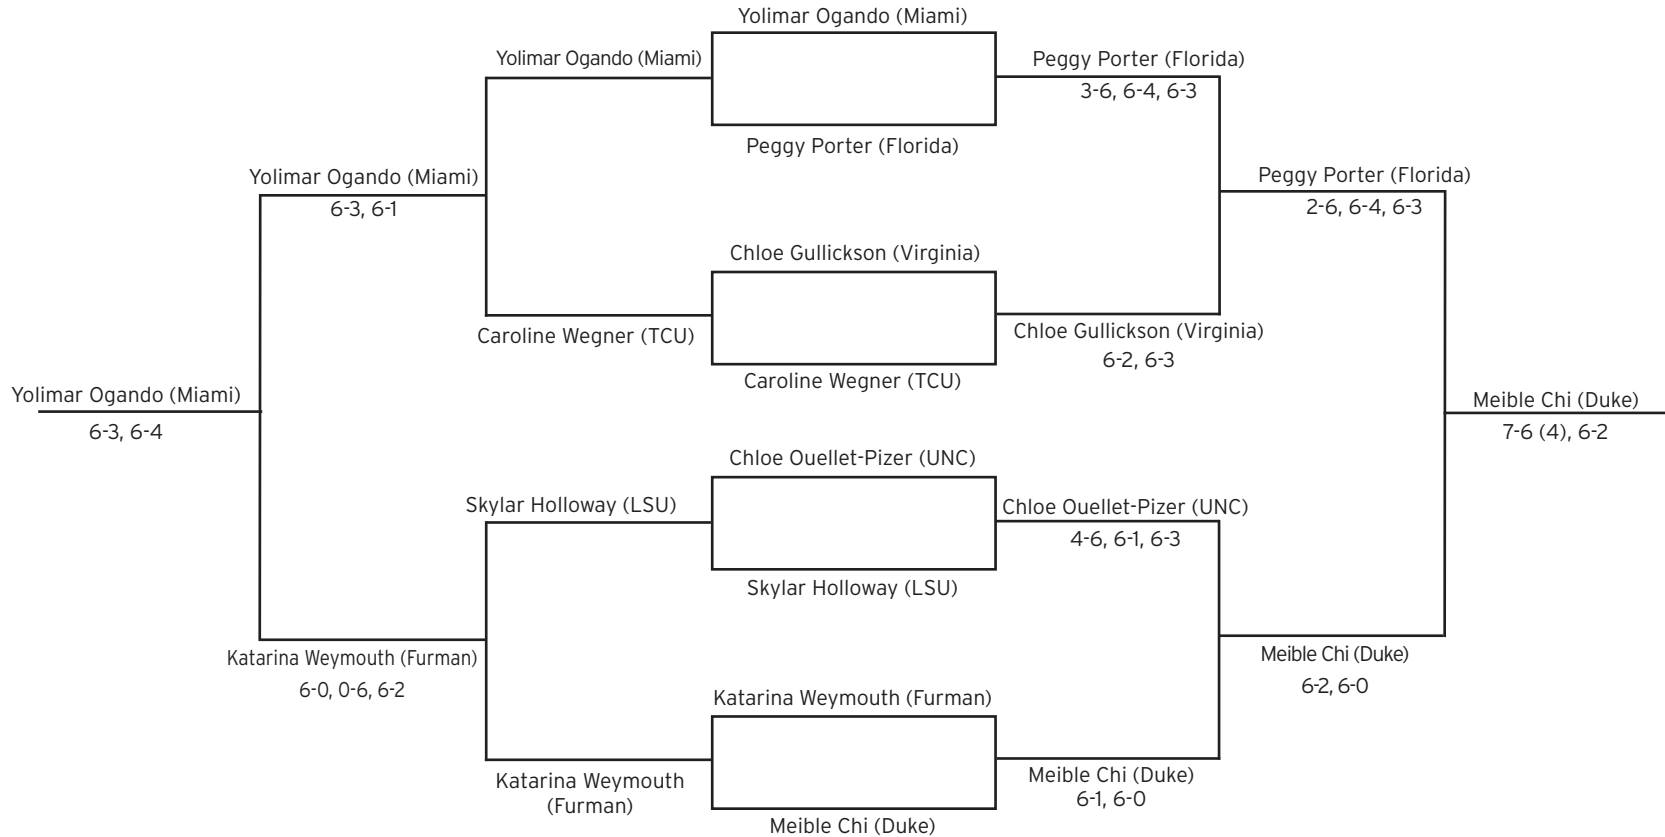 Yolimar Ogando (Miami)
Yolimar Ogando (Miami)
Peggy Porter (Florida)
3-6, 6-4, 6-3
Peggy Porter (Florida)
Yolimar Ogando (Miami)
6-3, 6-1
Peggy Porter (Florida)
2-6, 6-4, 6-3
Chloe Gullickson (Virginia)
Caroline Wegner (TCU)
Chloe Gullickson (Virginia)
6-2, 6-3
Caroline Wegner (TCU)
Yolimar Ogando (Miami)
6-3, 6-4
Meible Chi (Duke)
7-6 (4), 6-2
Chloe Ouellet-Pizer (UNC)
Skylar Holloway (LSU)
Chloe Ouellet-Pizer (UNC)
4-6, 6-1, 6-3
Skylar Holloway (LSU)
Katarina Weymouth (Furman)
6-0, 0-6, 6-2
Meible Chi (Duke)
6-2, 6-0
Katarina Weymouth (Furman)
Katarina Weymouth
(Furman)
Meible Chi (Duke)
6-1, 6-0
Meible Chi (Duke)